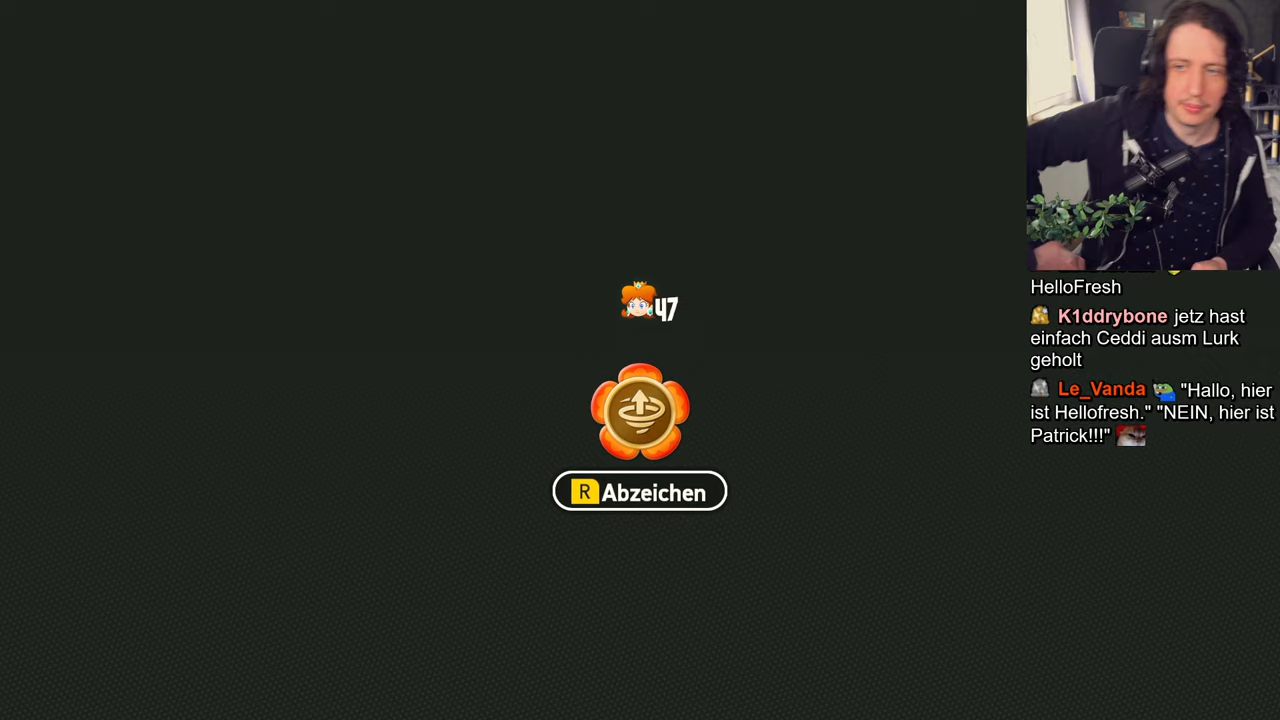 47
R Abzeichen
HelloFresh
K1ddrybone jetz hast
einfach Ceddi ausm Lurk
geholt
Le_Vanda "Hallo, hier
ist Hellofresh." "NEIN, hier ist
Patrick!!!"